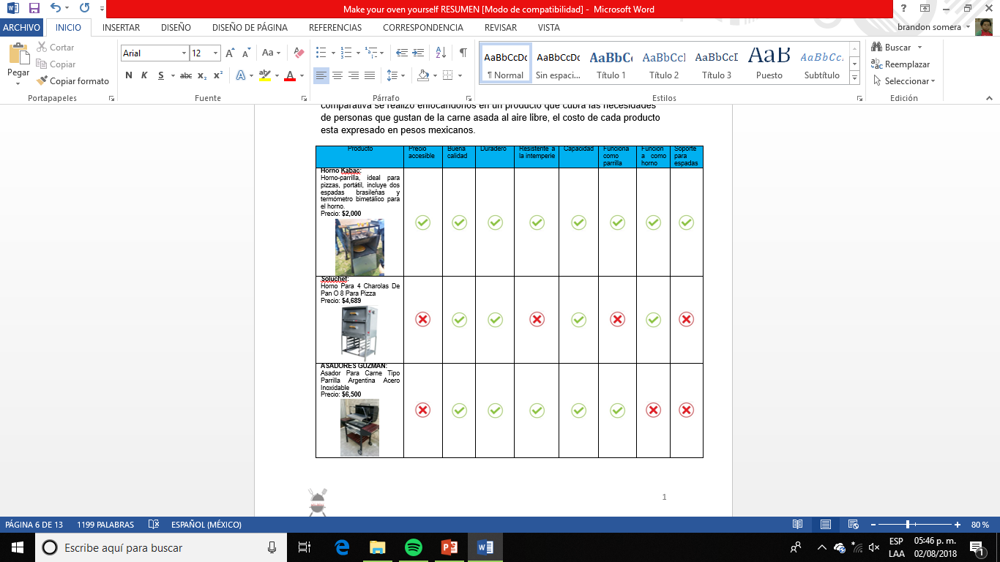 Make your oven yourself RESUMEN [Modo de compatibilidad] - Microsoft Word
ARCHIVO INICIO INSERTAR DISEÑO DISEÑO DE PÁGINA REFERENCIAS CORRESPONDENCIA REVISAR VISTA brandon somera
Pegar
Cortar
Copiar
Copiar formato
Portapapeles
Arial 12
N K S abc x₂ x²
Fuente
Párrafo
AaBbCcDc AaBbCcDc AaBbCc AaBbCcI AaBbCcI AaB AaBbCc.
¶ Normal Sin espaci... Título 1 Título 2 Título 3 Puesto Subtítulo
Estilos
Buscar
Reemplazar
Seleccionar
Edición
comparativa se realizó enfocándonos en un producto que cubra las necesidades
de personas que gustan de la carne asada al aire libre, el costo de cada producto
esta expresado en pesos mexicanos.
Producto
Precio
accesible
Buena
calidad
Duradero
Resistente a
la intemperie
Capacidad
Funciona
como
parrilla
Función
a como
horno
Soporte
para
espadas
Horno Kabac:
Horno-parrilla, ideal para
pizzas, portátil, incluye dos
espadas brasileñas y
termómetro bimetálico para
el horno.
Precio: $2,000
Soluchef:
Horno Para 4 Charolas De
Pan O 8 Para Pizza
Precio: $4,689
ASADORES GUZMAN:
Asador Para Carne Tipo
Parrilla Argentina Acero
Inoxidable
Precio: $6,500
1
PÁGINA 6 DE 13 1199 PALABRAS ESPAÑOL (MÉXICO) 80 %
Escribe aquí para buscar
ESP
LAA
05:46 p. m.
02/08/2018
1